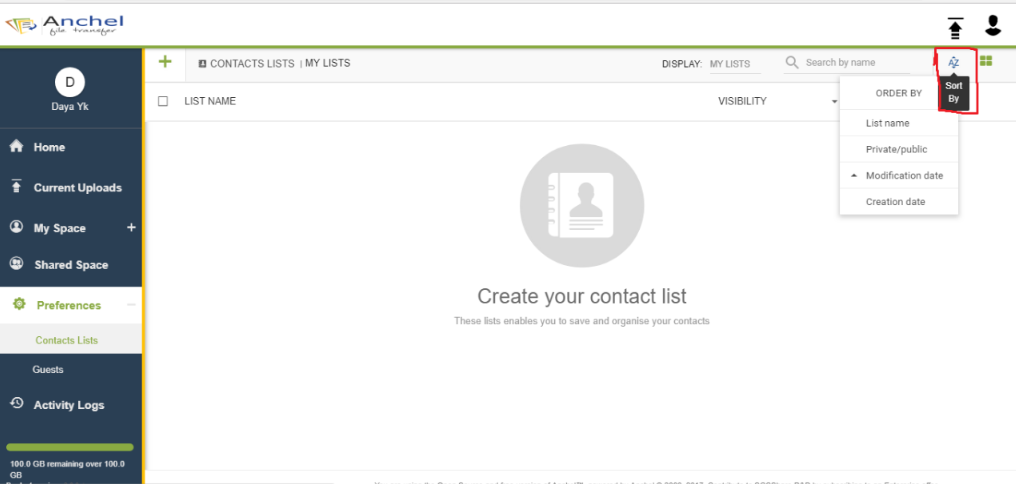 Anchel
file transfer
D
Daya Yk
Home
Current Uploads
My Space +
Shared Space
Preferences
Contacts Lists
Guests
Activity Logs
100.0 GB remaining over 100.0
GB
+ CONTACTS LISTS | MY LISTS
DISPLAY: MY LISTS
Search by name
Sort
By
LIST NAME
VISIBILITY
ORDER BY
List name
Private/public
Modification date
Creation date
Create your contact list
These lists enables you to save and organise your contacts